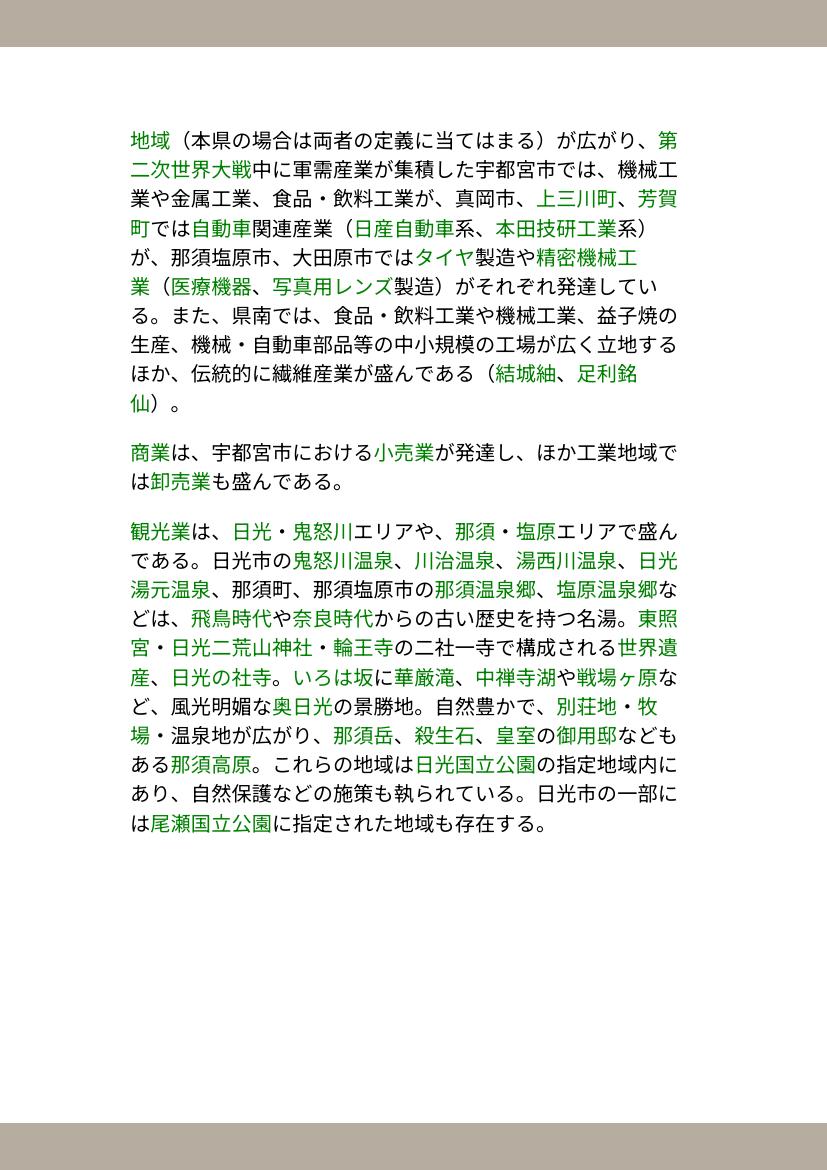 地域（本県の場合は両者の定義に当てはまる）が広がり、第
二次世界大戦中に軍需産業が集積した宇都宮市では、機械工
業や金属工業、食品・飲料工業が、真岡市、上三川町、芳賀
町では自動車関連産業（日産自動車系、本田技研工業系）
が、那須塩原市、大田原市ではタイヤ製造や精密機械工
業（医療機器、写真用レンズ製造）がそれぞれ発達してい
る。また、県南では、食品・飲料工業や機械工業、益子焼の
生産、機械・自動車部品等の中小規模の工場が広く立地する
ほか、伝統的に繊維産業が盛んである（結城紬、足利銘
仙）。
商業は、宇都宮市における小売業が発達し、ほか工業地域で
は卸売業も盛んである。
観光業は、日光・鬼怒川エリアや、那須・塩原エリアで盛ん
である。日光市の鬼怒川温泉、川治温泉、湯西川温泉、日光
湯元温泉、那須町、那須塩原市の那須温泉郷、塩原温泉郷な
どは、飛鳥時代や奈良時代からの古い歴史を持つ名湯。東照
宮・日光二荒山神社・輪王寺の二社一寺で構成される世界遺
産、日光の社寺。いろは坂に華厳滝、中禅寺湖や戦場ヶ原な
ど、風光明媚な奥日光の景勝地。自然豊かで、別荘地・牧
場・温泉地が広がり、那須岳、殺生石、皇室の御用邸なども
ある那須高原。これらの地域は日光国立公園の指定地域内に
あり、自然保護などの施策も執られている。日光市の一部に
は尾瀬国立公園に指定された地域も存在する。